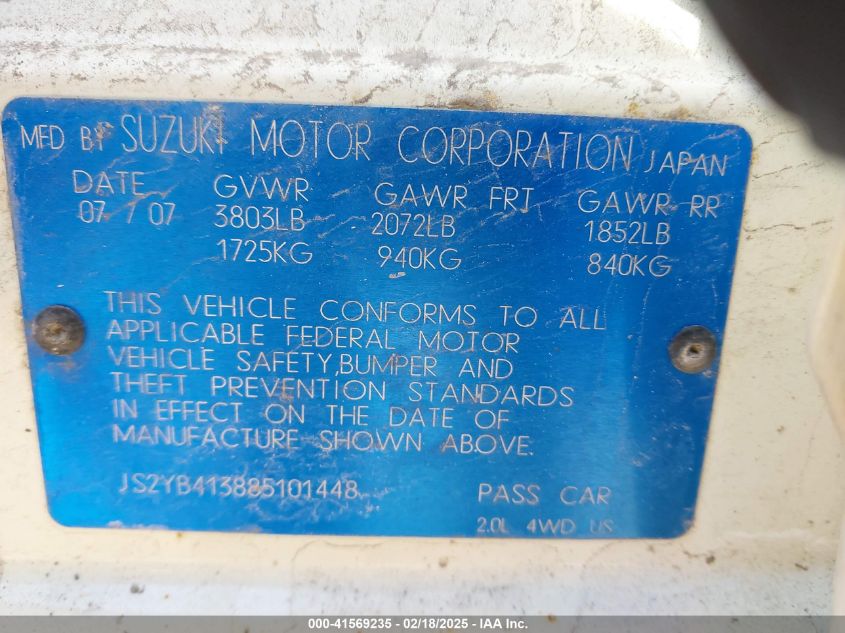 MFD BY SUZUKI MOTOR CORPORATION JAPAN
DATE GVWR GAWR FRT GAWR RR
07 / 07 3803LB 2072LB 1852LB
1725KG 940KG 840KG
THIS VEHICLE CONFORMS TO ALL
APPLICABLE FEDERAL MOTOR
VEHICLE SAFETY,BUMPER AND
THEFT PREVENTION STANDARDS
IN EFFECT ON THE DATE OF
MANUFACTURE SHOWN ABOVE.
JS2YB413885101448 PASS CAR
2.0L 4WD US
000-41569235 - 02/18/2025 - IAA Inc.